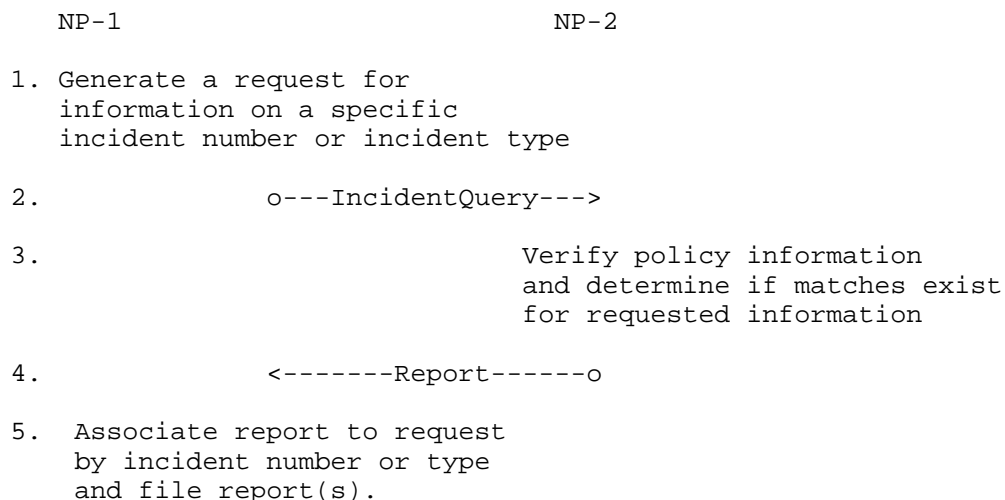 NP-1 NP-2
1. Generate a request for
information on a specific
incident number or incident type
2. o---IncidentQuery--->
3. Verify policy information
and determine if matches exist
for requested information
4. <-------Report------o
5. Associate report to request
by incident number or type
and file report(s).